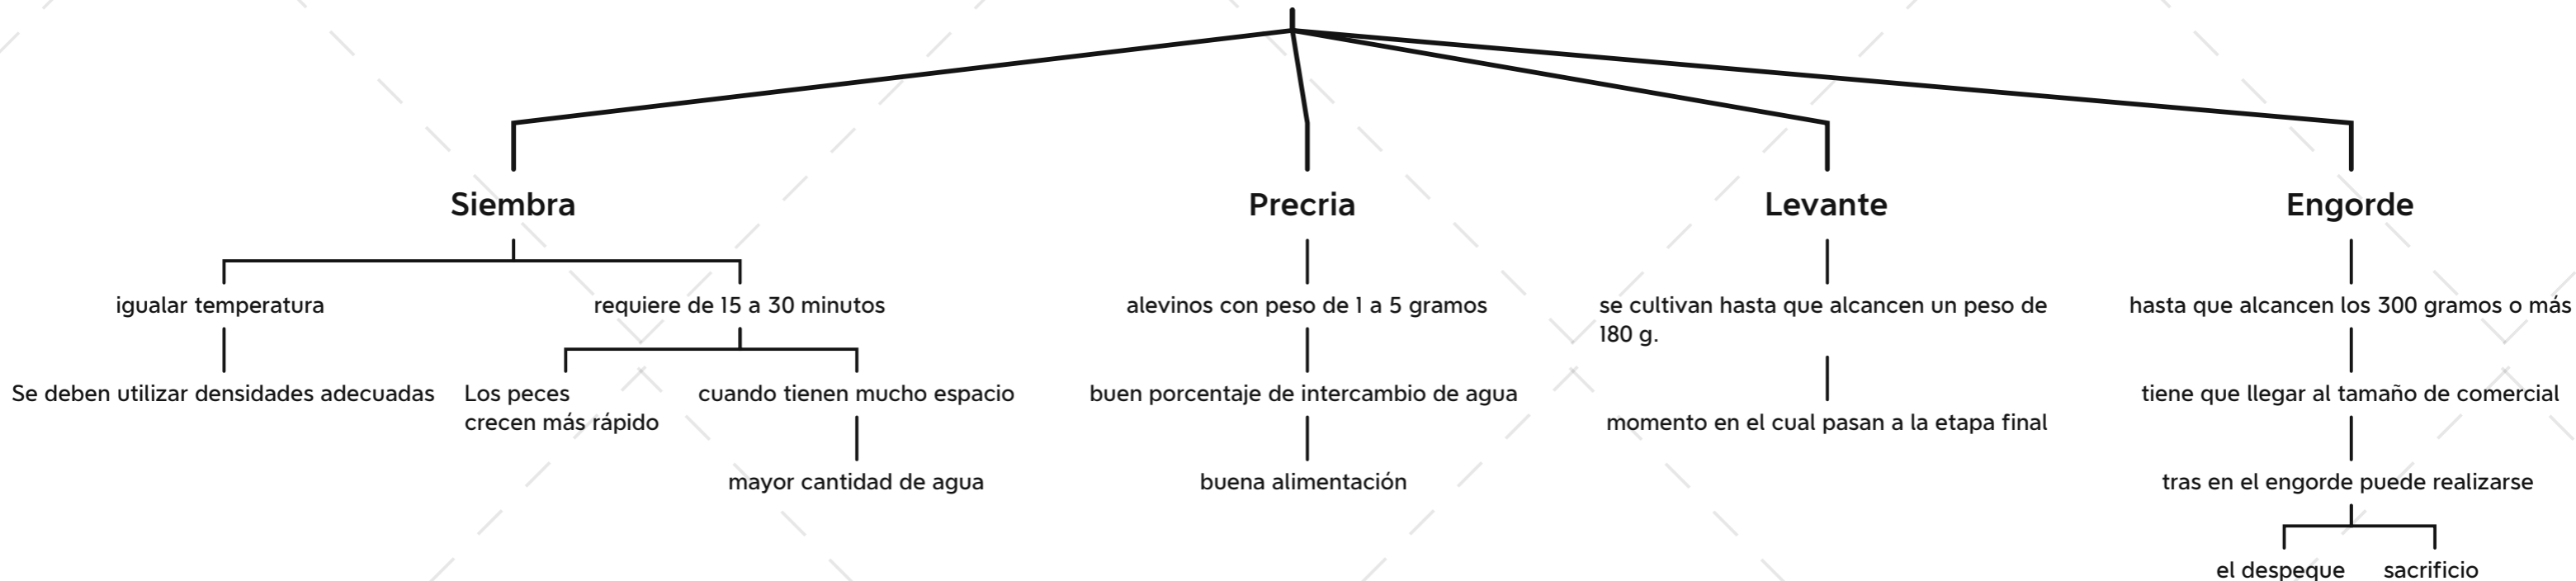 Siembra
Precria
Levante
Engorde
igualar temperatura
requiere de 15 a 30 minutos
alevinos con peso de 1 a 5 gramos
se cultivan hasta que alcancen un peso de
180 g.
hasta que alcancen los 300 gramos o más
Se deben utilizar densidades adecuadas
Los peces
crecen más rápido
cuando tienen mucho espacio
buen porcentaje de intercambio de agua
momento en el cual pasan a la etapa final
tiene que llegar al tamaño de comercial
mayor cantidad de agua
buena alimentación
tras en el engorde puede realizarse
el despeque
sacrificio